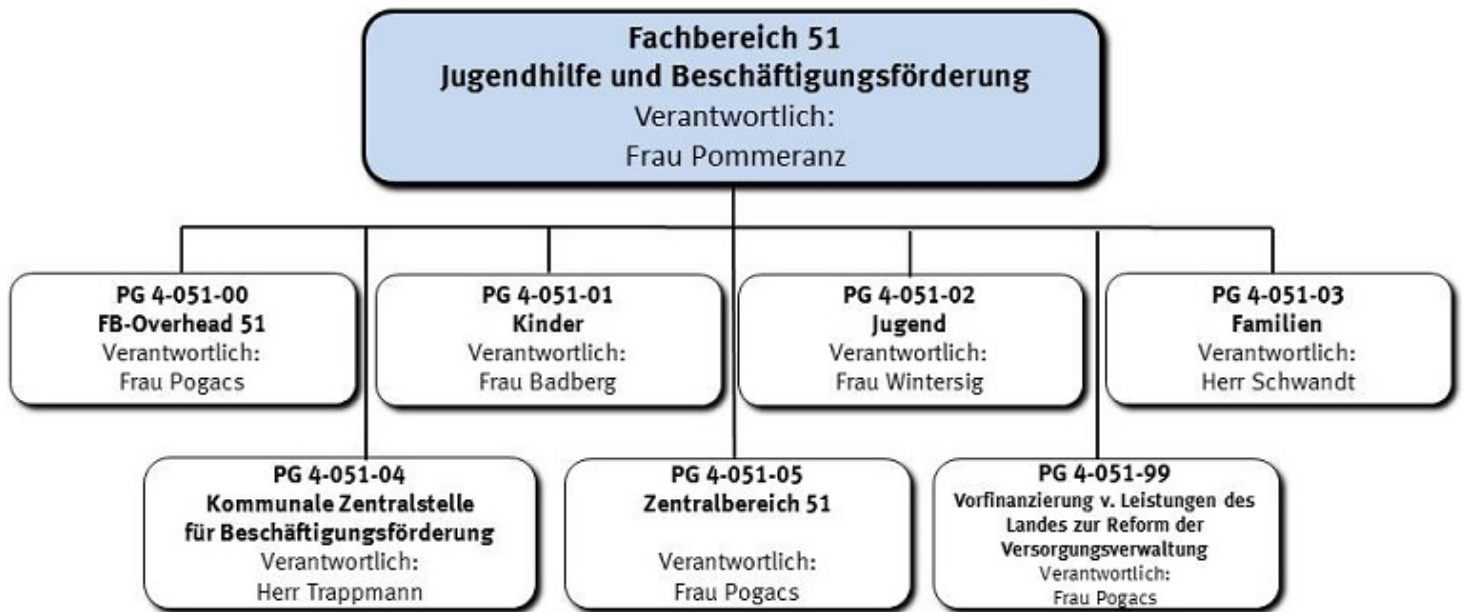 Fachbereich 51
Jugendhilfe und Beschäftigungsförderung
Verantwortlich:
Frau Pommeranz
PG 4-051-00
FB-Overhead 51
Verantwortlich:
Frau Pogacs
PG 4-051-01
Kinder
Verantwortlich:
Frau Badberg
PG 4-051-02
Jugend
Verantwortlich:
Frau Wintersig
PG 4-051-03
Familien
Verantwortlich:
Herr Schwandt
PG 4-051-04
Kommunale Zentralstelle
für Beschäftigungsförderung
Verantwortlich:
Herr Trappmann
PG 4-051-05
Zentralbereich 51
Verantwortlich:
Frau Pogacs
PG 4-051-99
Vorfinanzierung v. Leistungen des
Landes zur Reform der
Versorgungsverwaltung
Verantwortlich:
Frau Pogacs